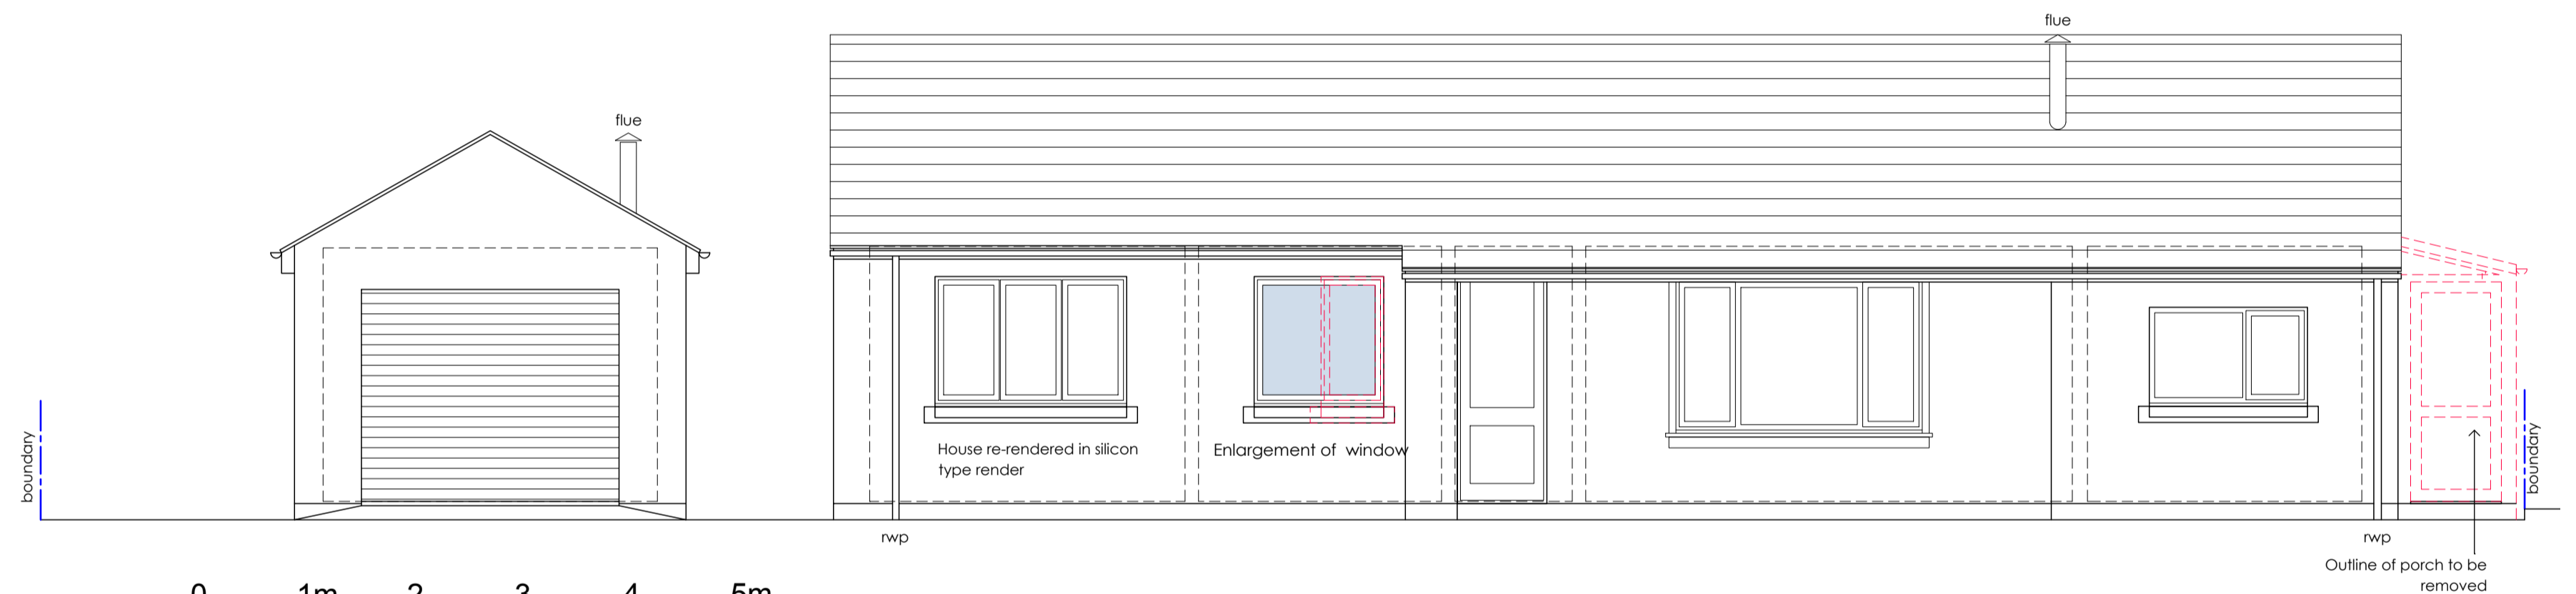 flue
flue
boundary
House re-rendered in silicon
type render
Enlargement of window
boundary
rwp
rwp
Outline of porch to be
removed
0 1m 2 3 4 5m